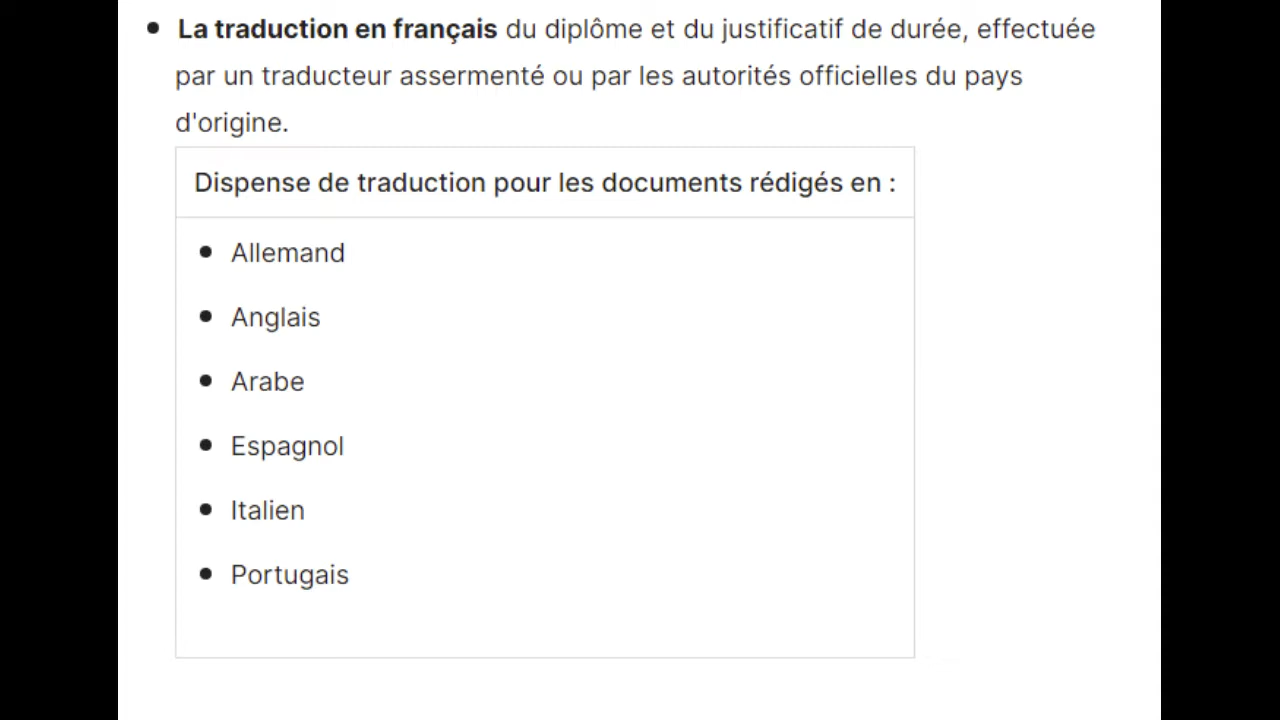 La traduction en français du diplôme et du justificatif de durée, effectuée
par un traducteur assermenté ou par les autorités officielles du pays
d'origine.
Dispense de traduction pour les documents rédigés en :
Allemand
Anglais
Arabe
Espagnol
Italien
Portugais